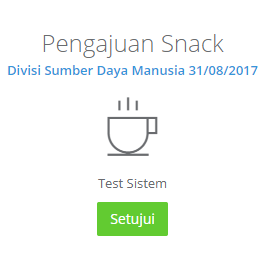 Pengajuan Snack
Divisi Sumber Daya Manusia 31/08/2017
Test Sistem
Setujui